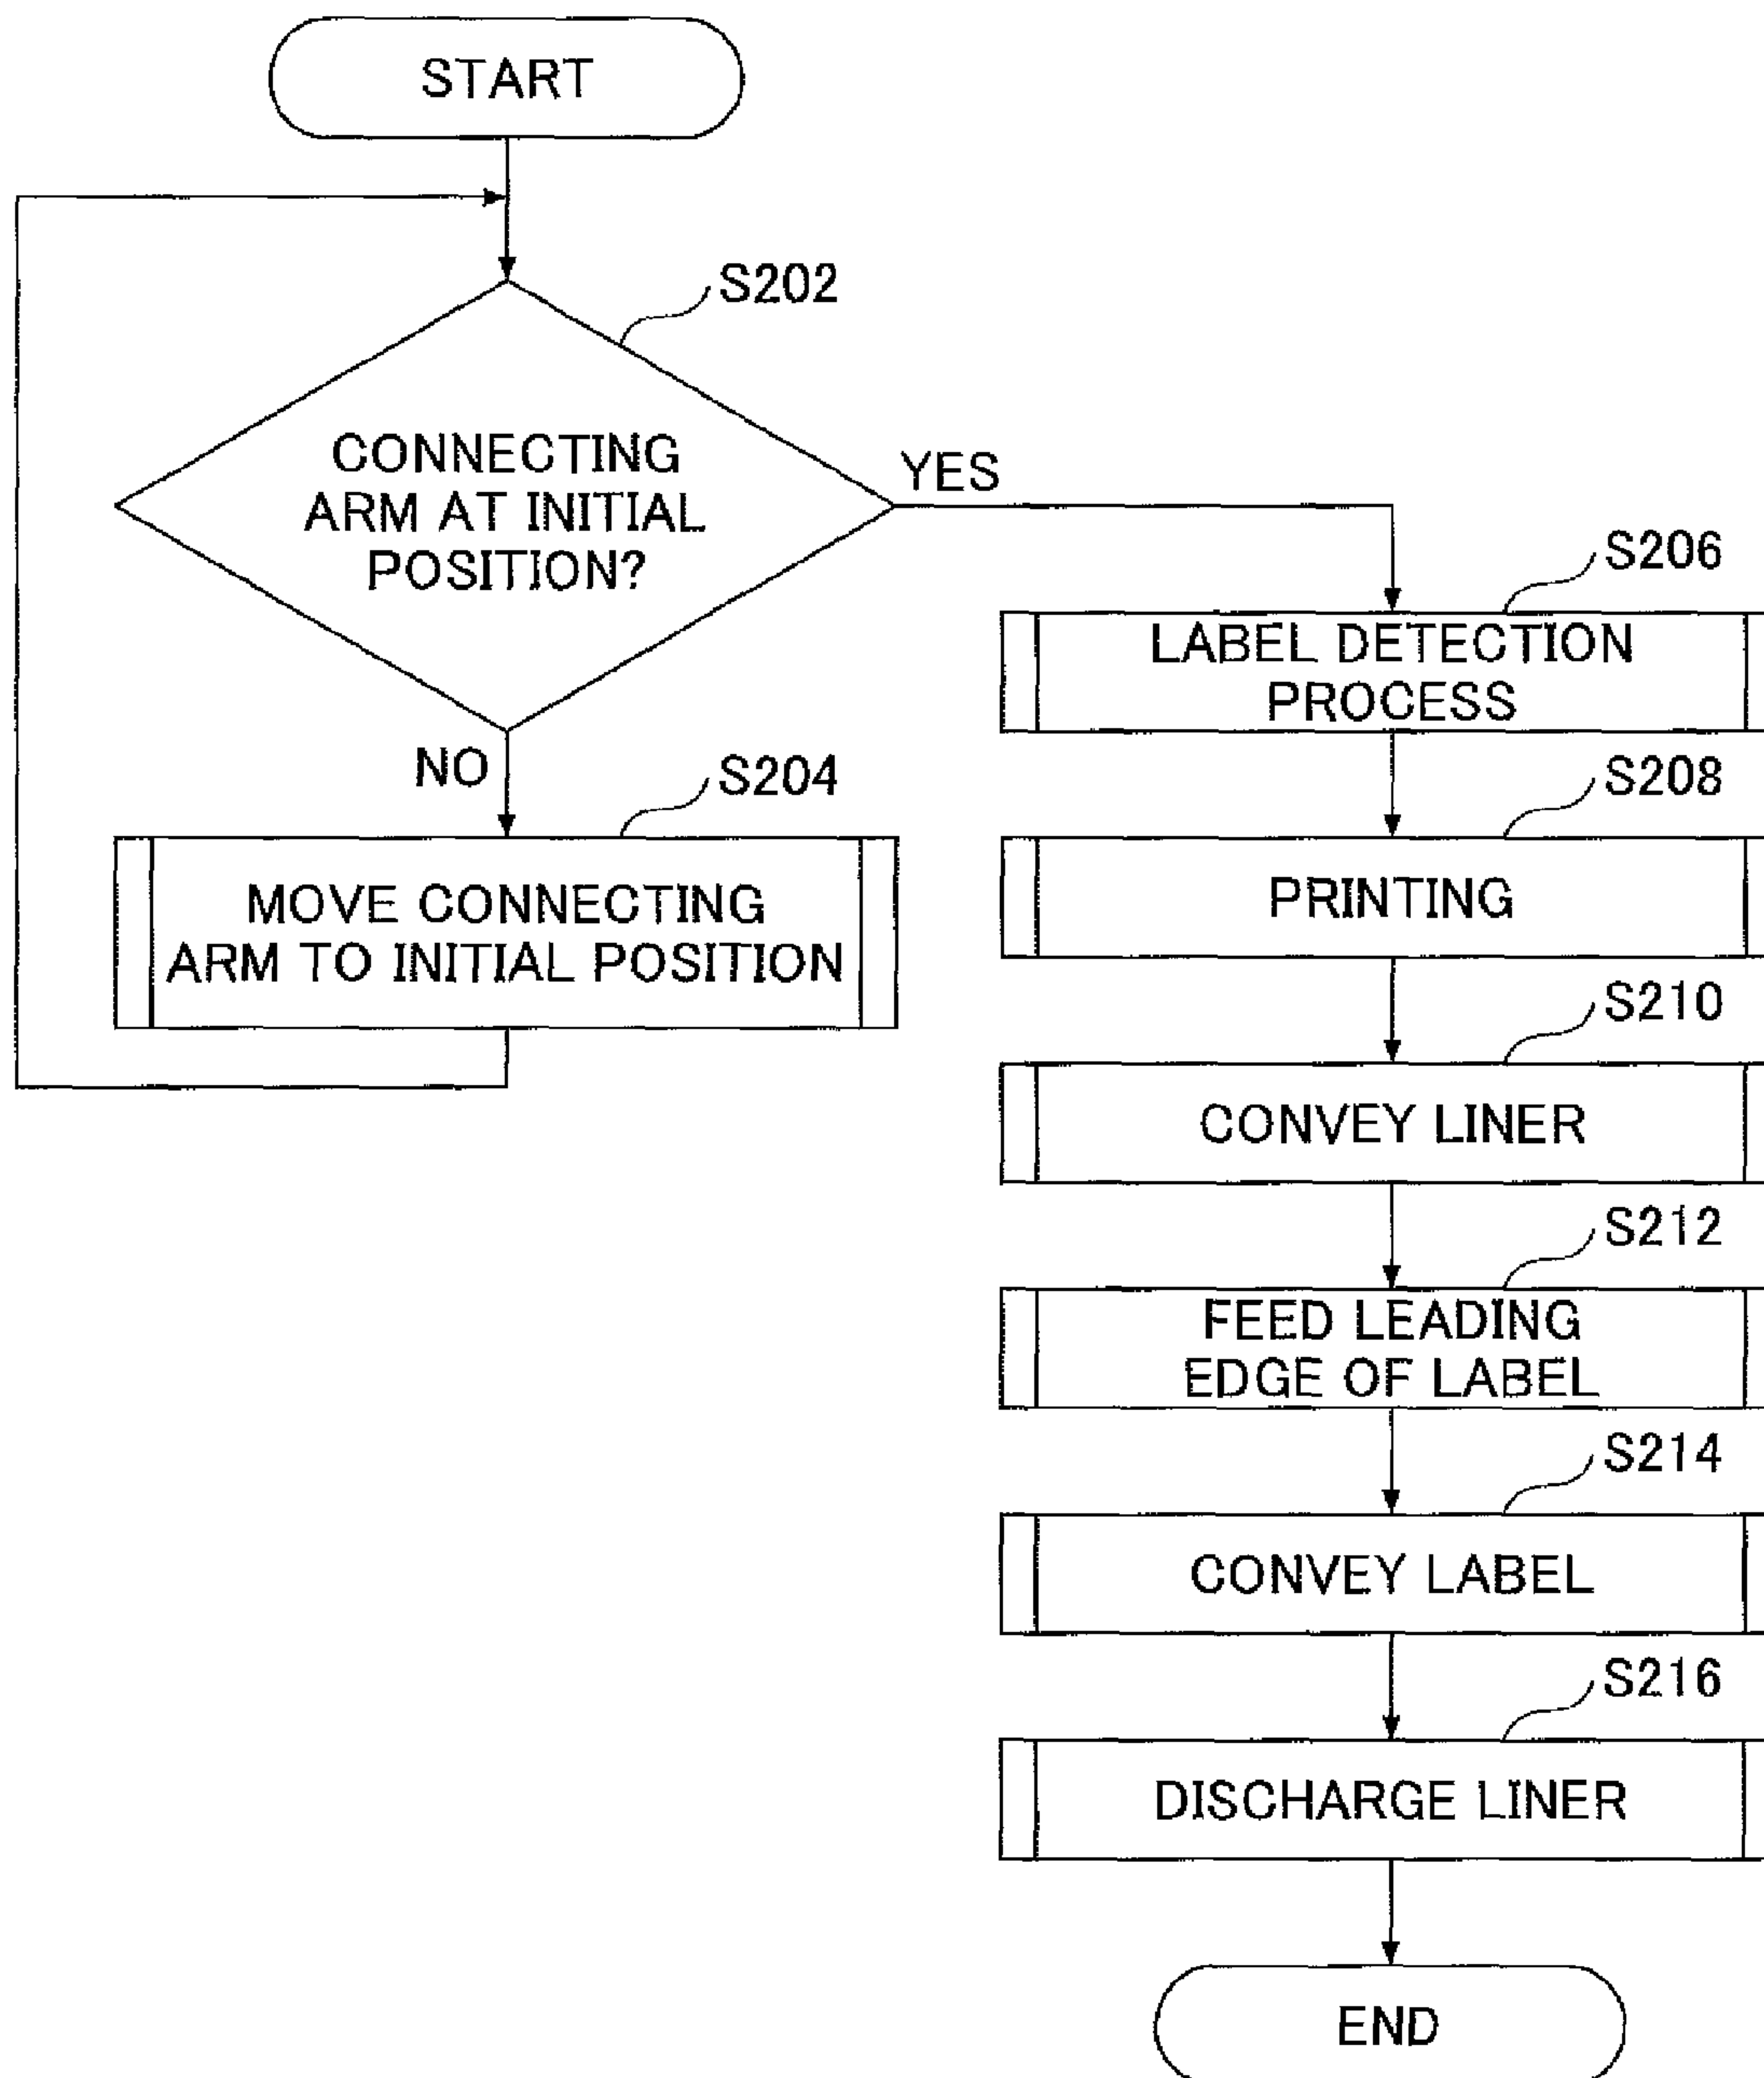 START
S202
CONNECTING
ARM AT INITIAL
POSITION?
YES
NO
S204
MOVE CONNECTING
ARM TO INITIAL POSITION
S206
LABEL DETECTION
PROCESS
S208
PRINTING
S210
CONVEY LINER
S212
FEED LEADING
EDGE OF LABEL
S214
CONVEY LABEL
S216
DISCHARGE LINER
END